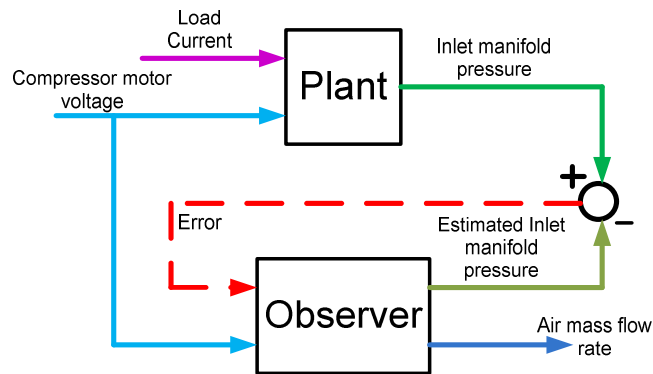 Load
Current
Inlet manifold
pressure
Compressor motor
voltage
Plant
+
Error
Estimated Inlet
manifold
pressure
−
Observer
Air mass flow
rate